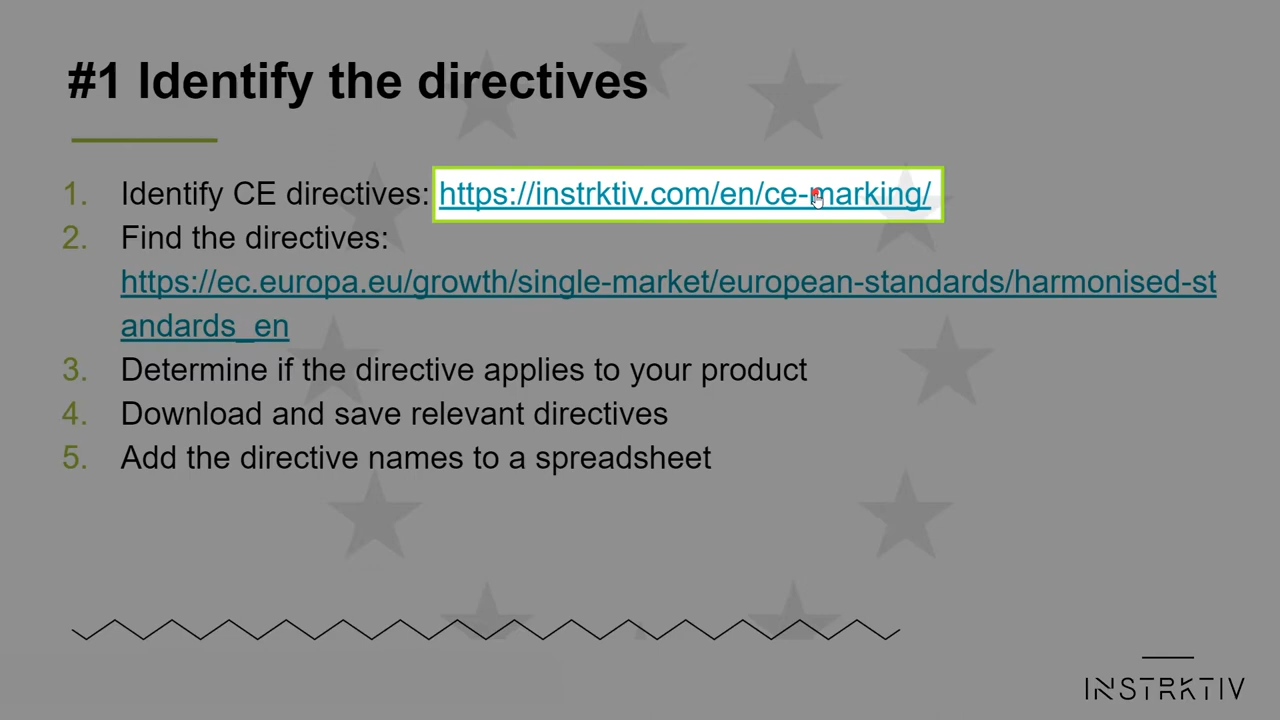 #1 Identify the directives
1. Identify CE directives: https://instrktiv.com/en/ce-marking/
2. Find the directives:
https://ec.europa.eu/growth/single-market/european-standards/harmonised-st
andards_en
3. Determine if the directive applies to your product
4. Download and save relevant directives
5. Add the directive names to a spreadsheet
INSTRKTIV